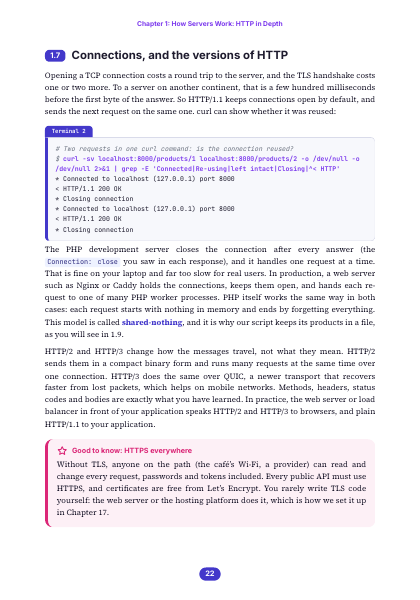 Chapter 1: How Servers Work: HTTP in Depth
1.7 Connections, and the versions of HTTP
Opening a TCP connection costs a round trip to the server, and the TLS handshake costs
one or more. To a server on another continent, that is a few hundred milliseconds
before the first byte of the answer. So HTTP/1.1 keeps connections open by default, and
sends the next request on the same one. curl can show whether it was reused:
Terminal 2
# Two requests in one curl command: is the connection reused?
$ curl -sv localhost:8000/products/1 localhost:8000/products/2 -o /dev/null -o
/dev/null 2>&1 | grep -E 'Connected|Re-using|left intact|Closing|^< HTTP'
* Connected to localhost (127.0.0.1) port 8000
< HTTP/1.1 200 OK
* Closing connection
* Connected to localhost (127.0.0.1) port 8000
< HTTP/1.1 200 OK
* Closing connection
The PHP development server closes the connection after every answer (the
Connection: close you saw in each response), and it handles one request at a time.
That is fine on your laptop and far too slow for real users. In production, a web server
such as Nginx or Caddy holds the connections, keeps them open, and hands each re-
quest to one of many PHP worker processes. PHP itself works the same way in both
cases: each request starts with nothing in memory and ends by forgetting everything.
This model is called shared-nothing, and it is why our script keeps its products in a file,
as you will see in 1.9.
HTTP/2 and HTTP/3 change how the messages travel, not what they mean. HTTP/2
sends them in a compact binary form and runs many requests at the same time over
one connection. HTTP/3 does the same over QUIC, a newer transport that recovers
faster from lost packets, which helps on mobile networks. Methods, headers, status
codes and bodies are exactly what you have learned. In practice, the web server or load
balancer in front of your application speaks HTTP/2 and HTTP/3 to browsers, and plain
HTTP/1.1 to your application.
Good to know: HTTPS everywhere
Without TLS, anyone on the path (the café's Wi-Fi, a provider) can read and
change every request, passwords and tokens included. Every public API must use
HTTPS, and certificates are free from Let's Encrypt. You rarely write TLS code
yourself: the web server or the hosting platform does it, which is how we set it up
in Chapter 17.
22